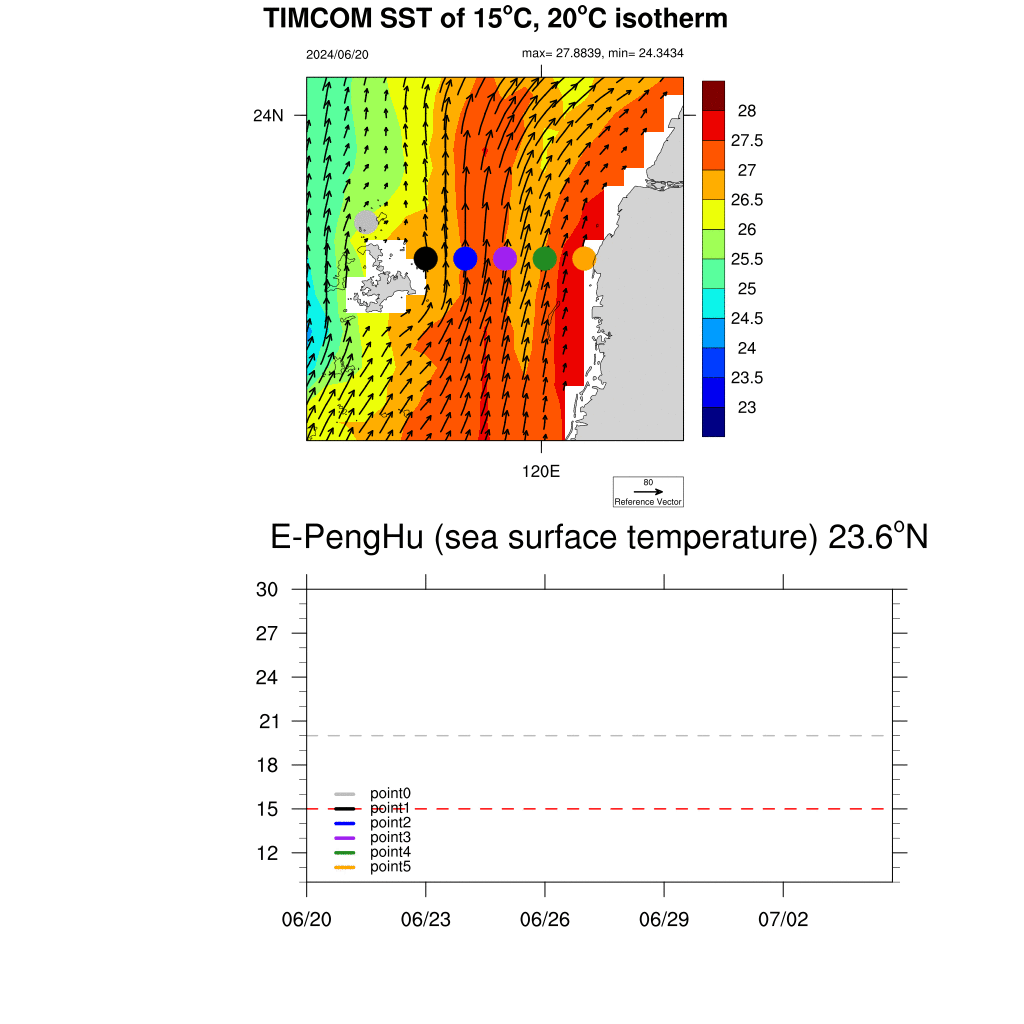 TIMCOM SST of 15°C, 20°C isotherm
2024/06/20
max= 27.8839, min= 24.3434
24N
28
27.5
27
26.5
26
25.5
25
24.5
24
23.5
23
120E
80
Reference Vector
E-PengHu (sea surface temperature) 23.6°N
30
27
24
21
18
15
12
point0
point1
point2
point3
point4
point5
06/20
06/23
06/26
06/29
07/02